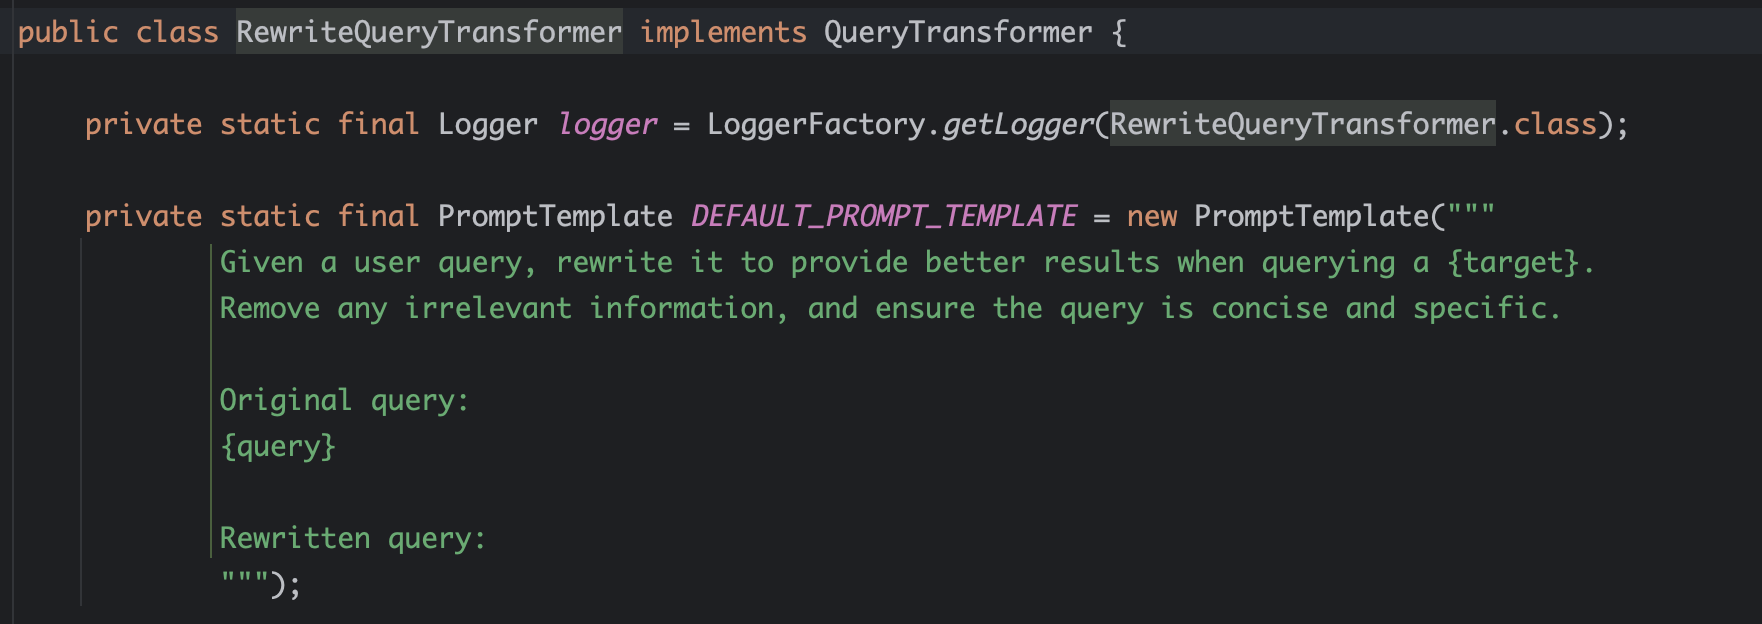 public class RewriteQueryTransformer implements QueryTransformer {
private static final Logger logger = LoggerFactory.getLogger(RewriteQueryTransformer.class);
private static final PromptTemplate DEFAULT_PROMPT_TEMPLATE = new PromptTemplate("""
Given a user query, rewrite it to provide better results when querying a {target}.
Remove any irrelevant information, and ensure the query is concise and specific.
Original query:
{query}
Rewritten query:
""");